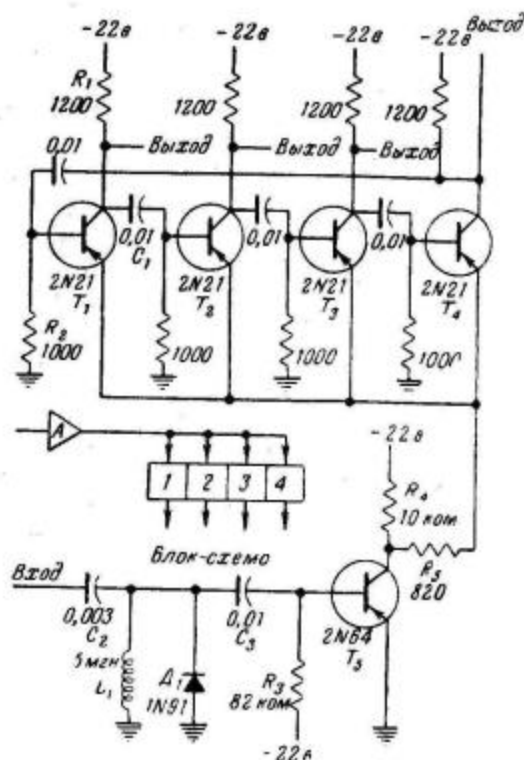 -22в -22в -22в -22в Выход
R1 1200 1200 1200 1200
Выход Выход Выход
0,01
0,01 C1 0,01 0,01
2N21 T1 2N21 T2 2N21 T3 2N21 T4
R2 1000 1000 1000 1000
-22в
A
1 2 3 4
R4 10 ком
Блок-схемо
R5 820
Вход
0,003 C2 0,01 C3
2N64 T5
5мгн L1
Д1 1N91
R3 82 ком
-22в